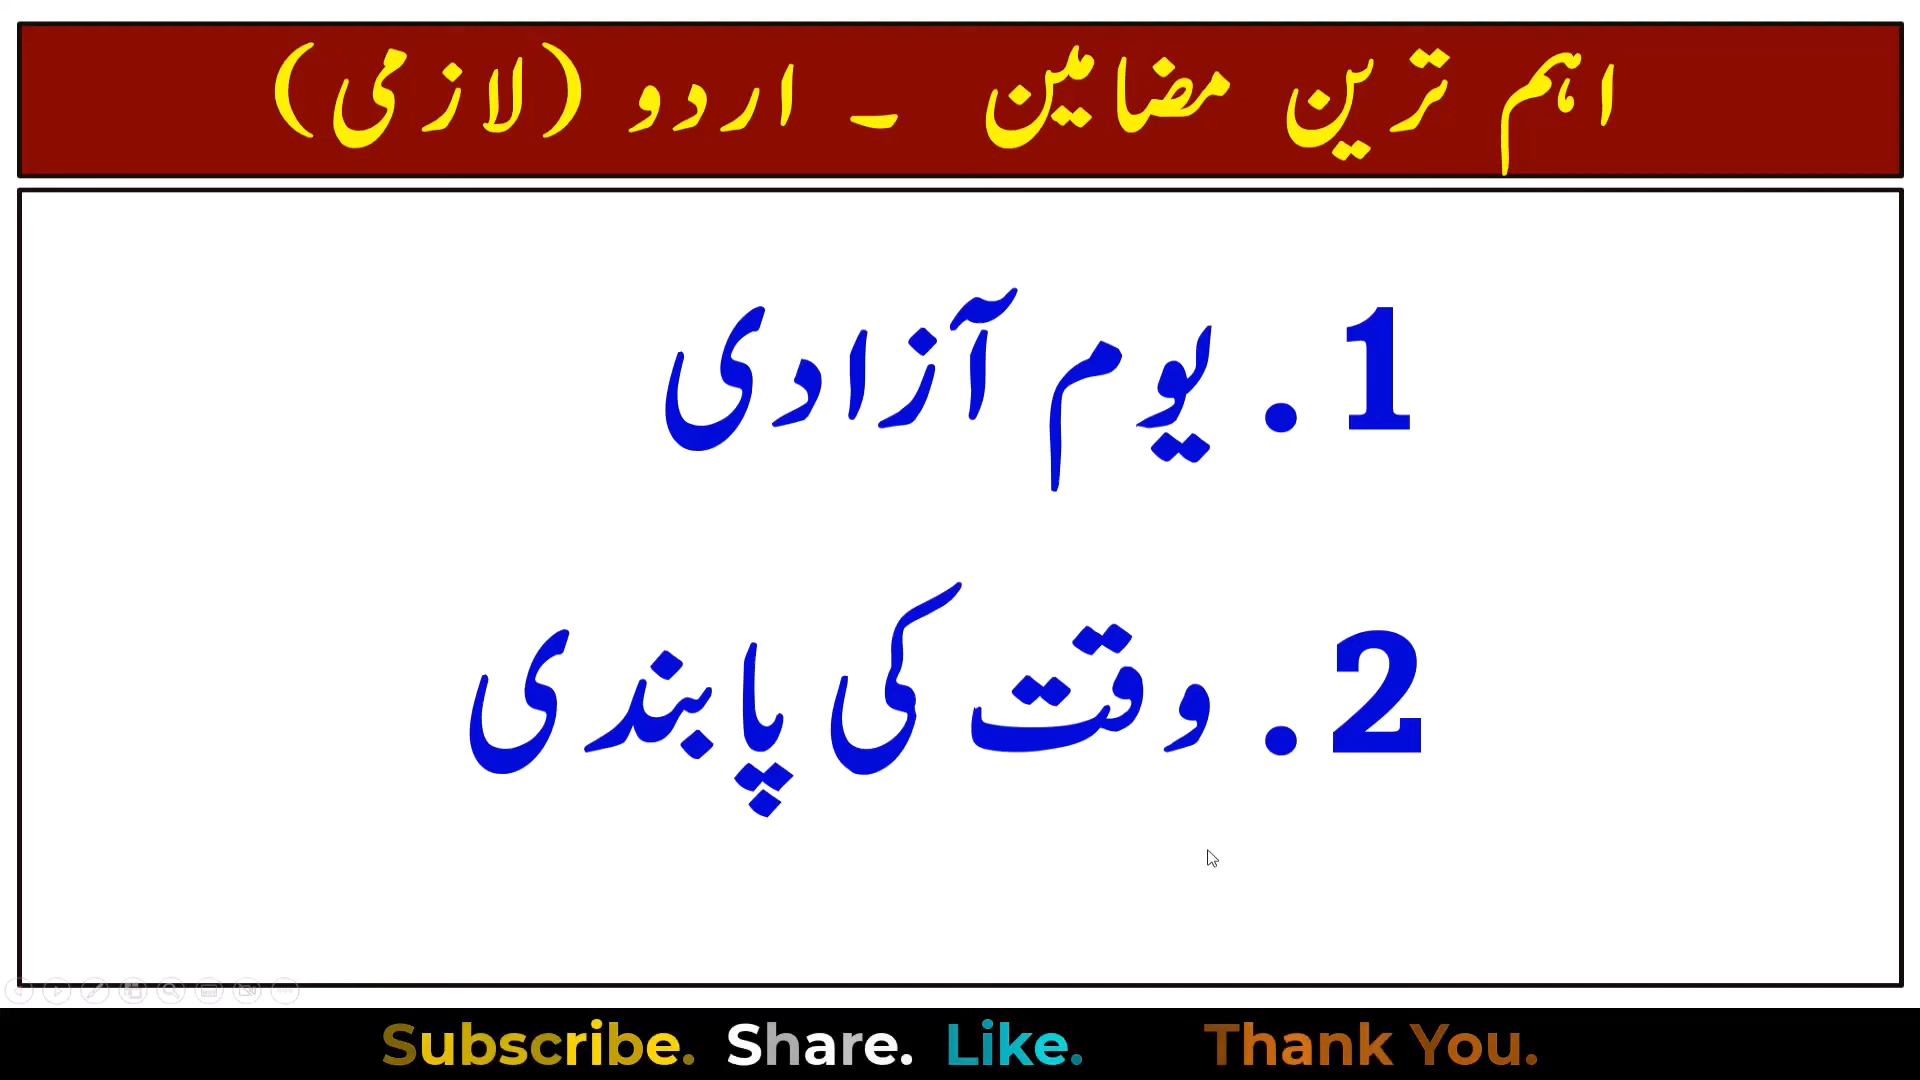 اہم ترین مضامین ۔ اردو (لازمی)
1. یوم آزادی
2. وقت کی پابندی
Subscribe. Share. Like. Thank You.